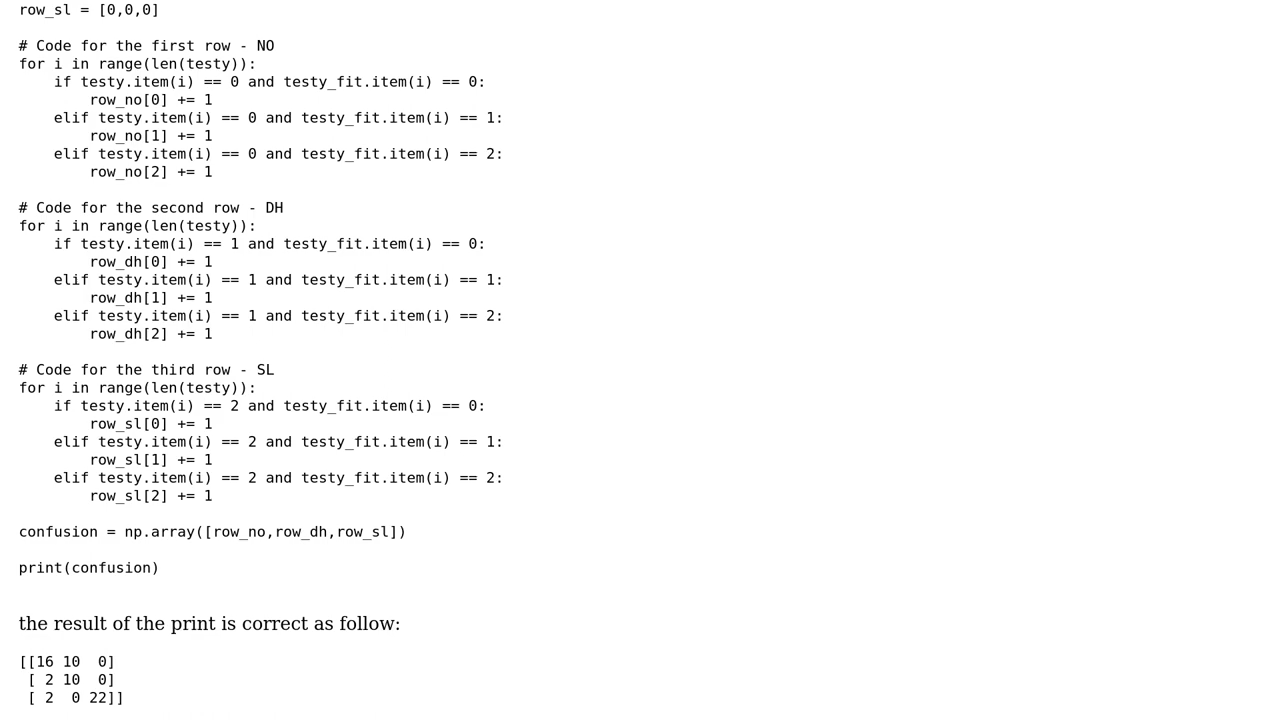 row_sl = [0,0,0]

# Code for the first row - NO
for i in range(len(testy)):
    if testy.item(i) == 0 and testy_fit.item(i) == 0:
        row_no[0] += 1
    elif testy.item(i) == 0 and testy_fit.item(i) == 1:
        row_no[1] += 1
    elif testy.item(i) == 0 and testy_fit.item(i) == 2:
        row_no[2] += 1

# Code for the second row - DH
for i in range(len(testy)):
    if testy.item(i) == 1 and testy_fit.item(i) == 0:
        row_dh[0] += 1
    elif testy.item(i) == 1 and testy_fit.item(i) == 1:
        row_dh[1] += 1
    elif testy.item(i) == 1 and testy_fit.item(i) == 2:
        row_dh[2] += 1

# Code for the third row - SL
for i in range(len(testy)):
    if testy.item(i) == 2 and testy_fit.item(i) == 0:
        row_sl[0] += 1
    elif testy.item(i) == 2 and testy_fit.item(i) == 1:
        row_sl[1] += 1
    elif testy.item(i) == 2 and testy_fit.item(i) == 2:
        row_sl[2] += 1

confusion = np.array([row_no,row_dh,row_sl])

print(confusion)

the result of the print is correct as follow:

[[16 10  0]
 [ 2 10  0]
 [ 2  0 22]]